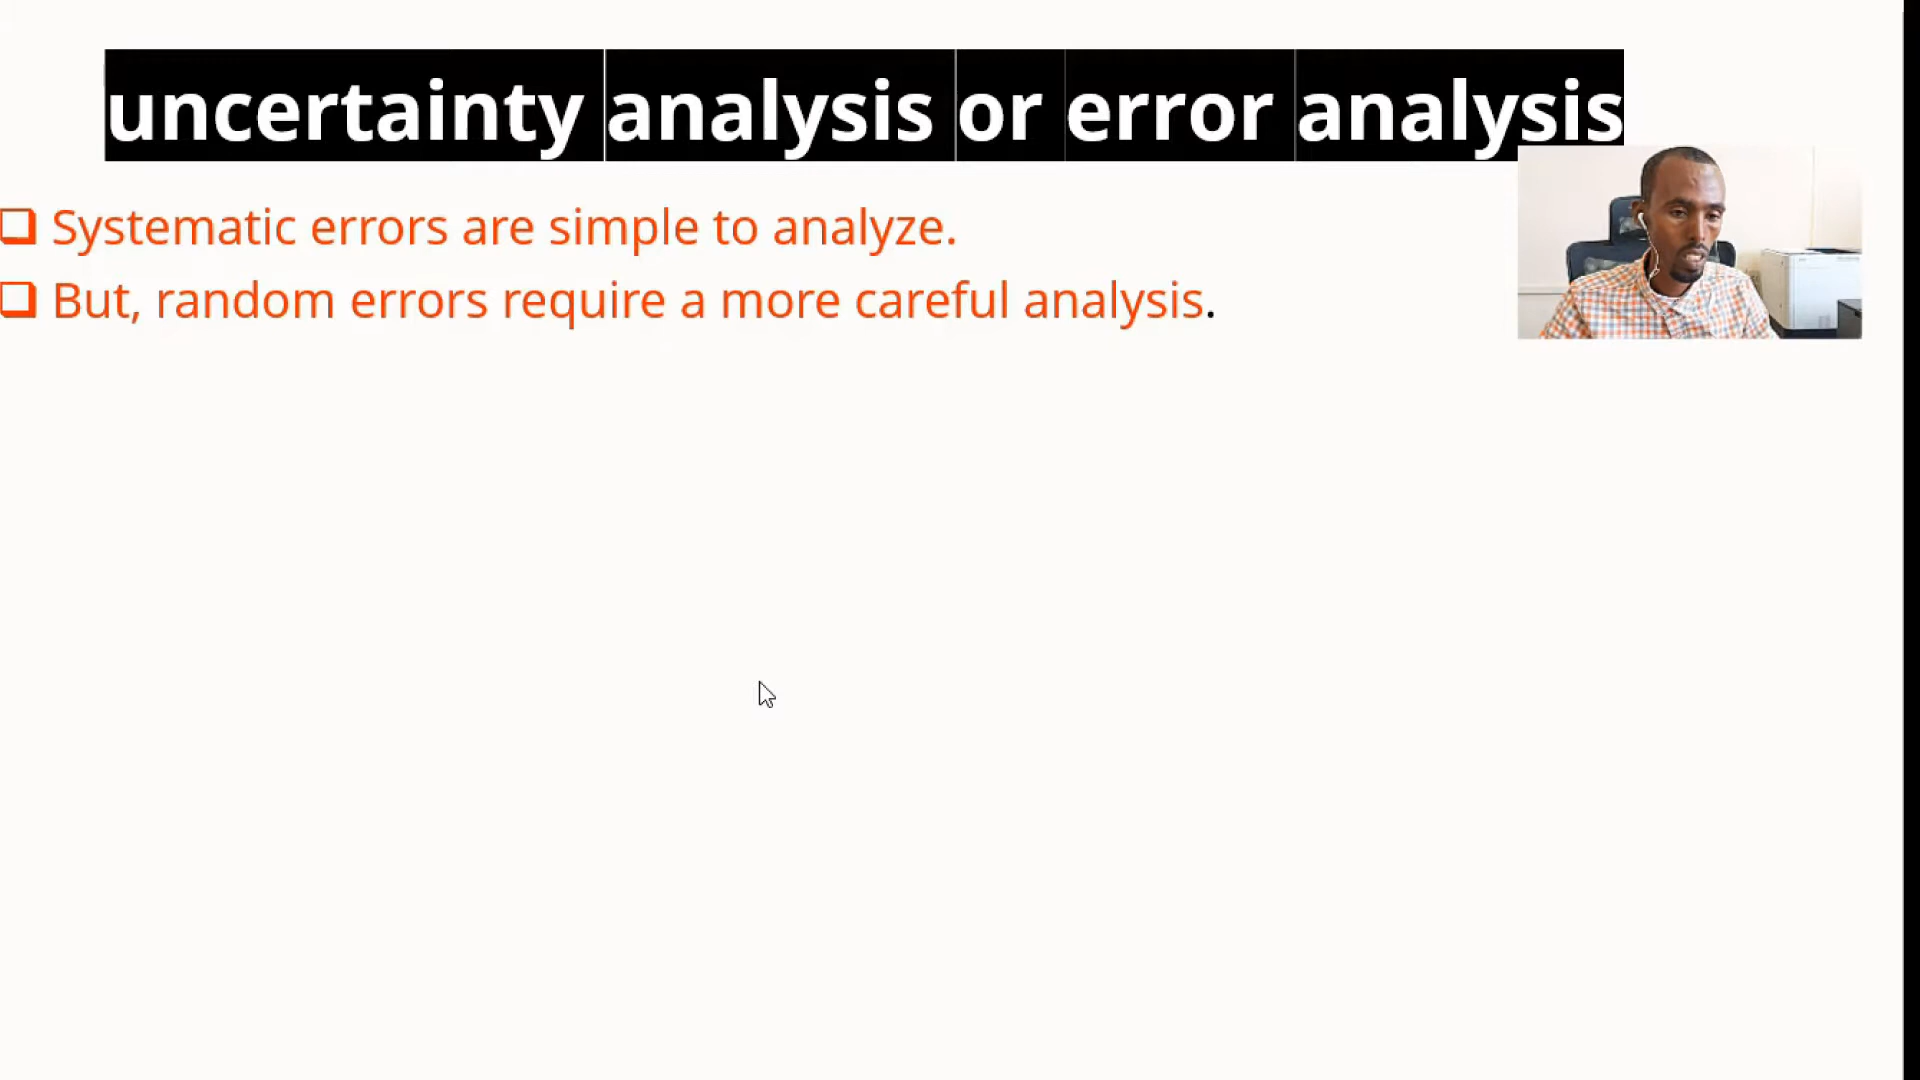 uncertainty analysis or error analysis
❑ Systematic errors are simple to analyze.
❑ But, random errors require a more careful analysis.